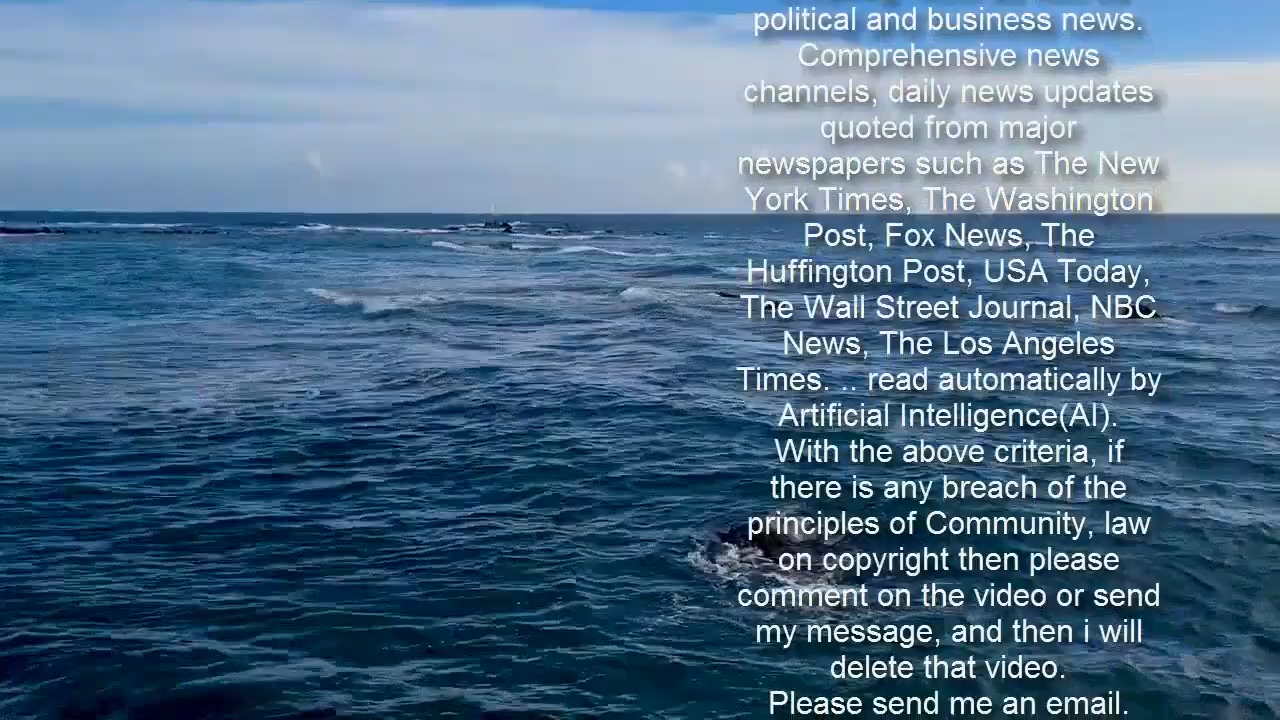 political and business news.
Comprehensive news
channels, daily news updates
quoted from major
newspapers such as The New
York Times, The Washington
Post, Fox News, The
Huffington Post, USA Today,
The Wall Street Journal, NBC
News, The Los Angeles
Times. .. read automatically by
Artificial Intelligence(AI).
With the above criteria, if
there is any breach of the
principles of Community, law
on copyright then please
comment on the video or send
my message, and then i will
delete that video.
Please send me an email.